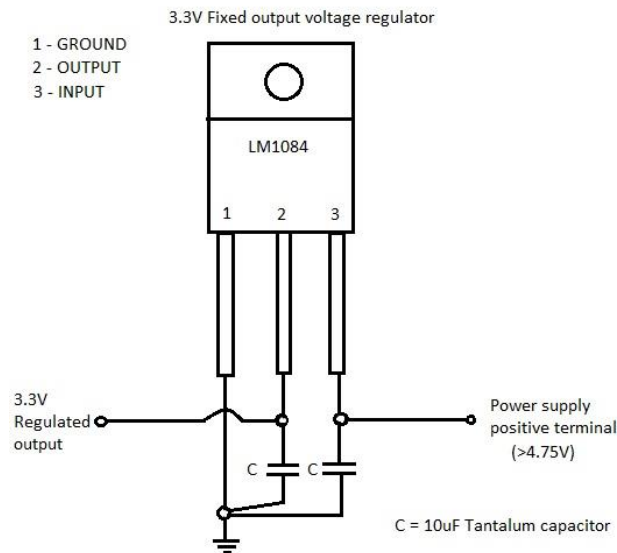 3.3V Fixed output voltage regulator
1 - GROUND
2 - OUTPUT
3 - INPUT
LM1084
1 2 3
3.3V
Regulated
output
Power supply
positive terminal
(>4.75V)
C C
C = 10uF Tantalum capacitor